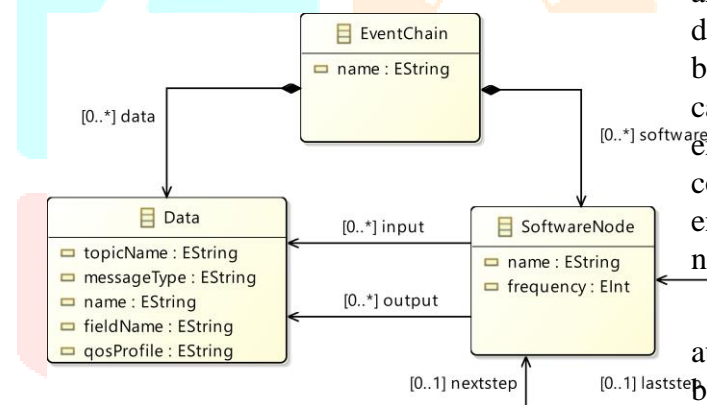 EventChain
name : EString
[0..*] data
[0..*] software
Data
topicName : EString
messageType : EString
name : EString
fieldName : EString
qosProfile : EString
[0..*] input
[0..*] output
SoftwareNode
name : EString
frequency : EInt
[0..1] nextstep
[0..1] laststep